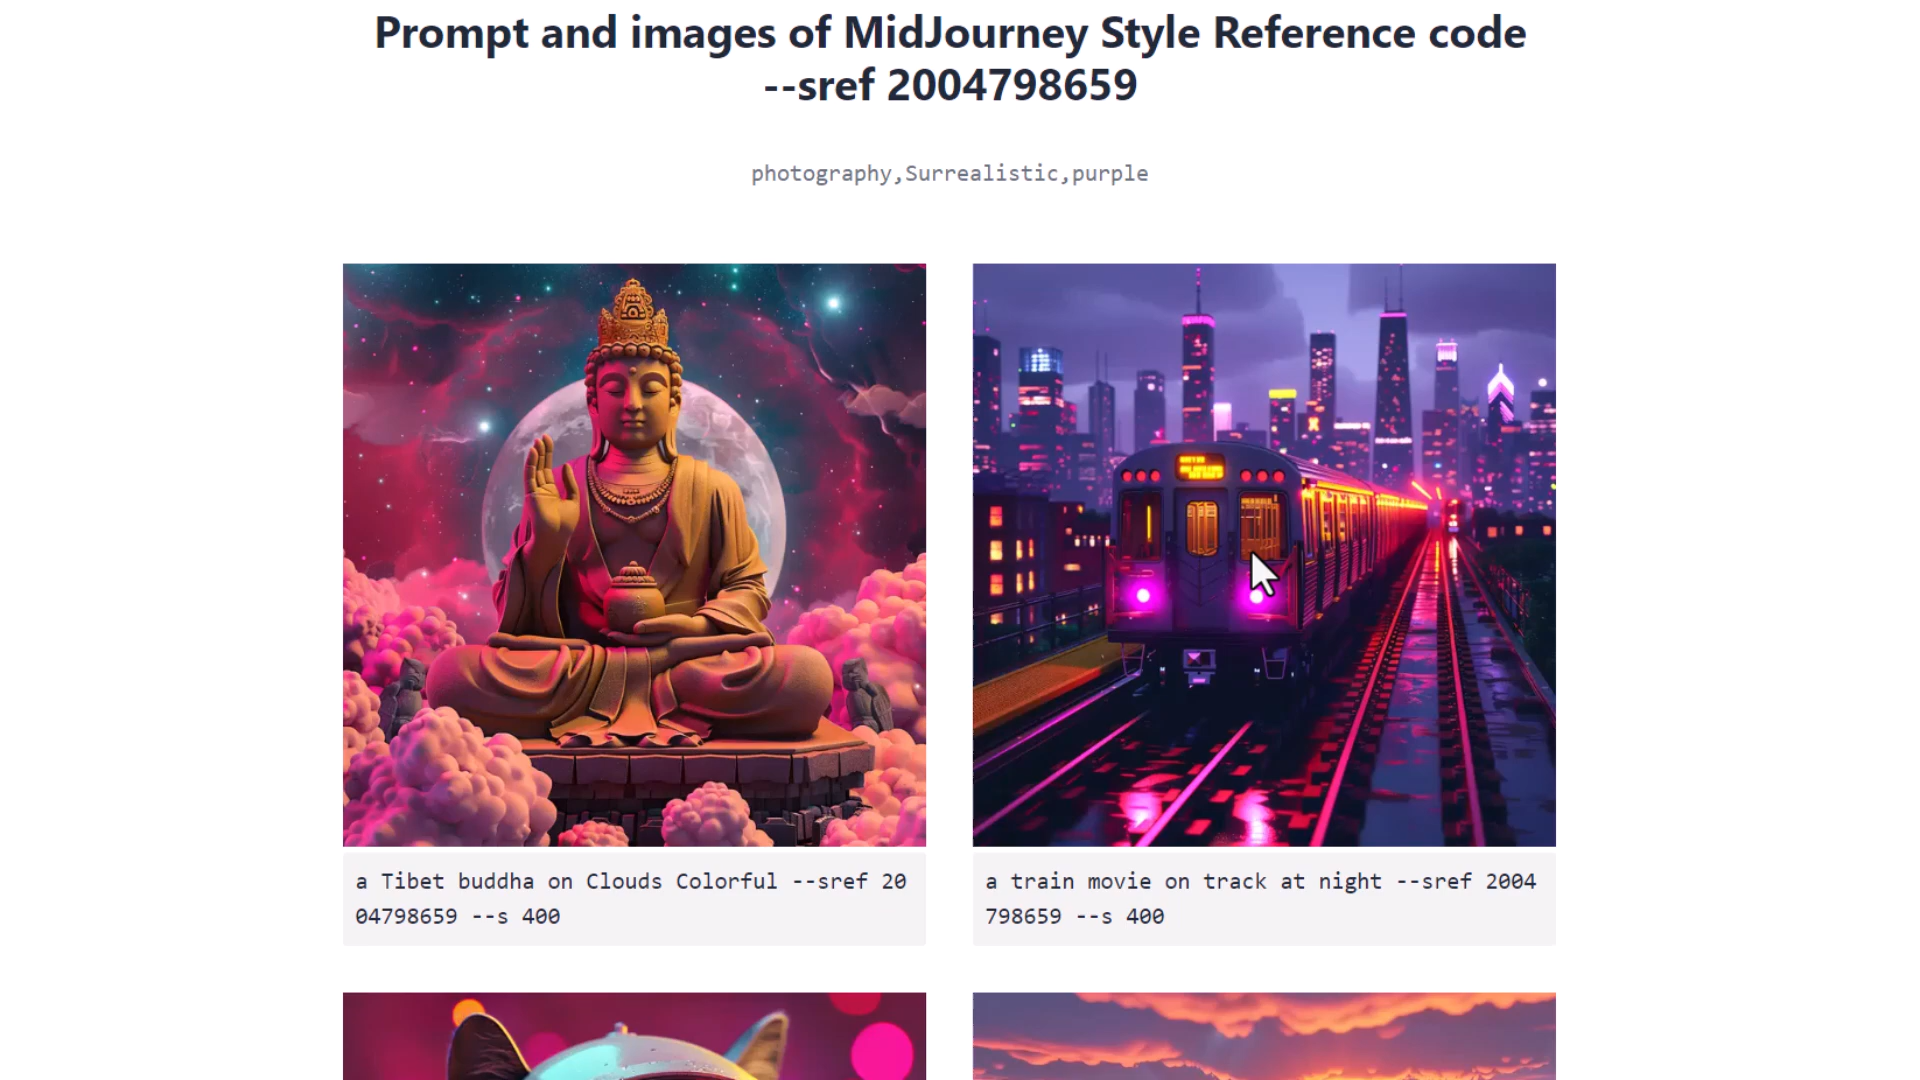 Prompt and images of MidJourney Style Reference code
--sref 2004798659
photography,Surrealistic,purple
a Tibet buddha on Clouds Colorful --sref 20
04798659 --s 400
a train movie on track at night --sref 2004
798659 --s 400